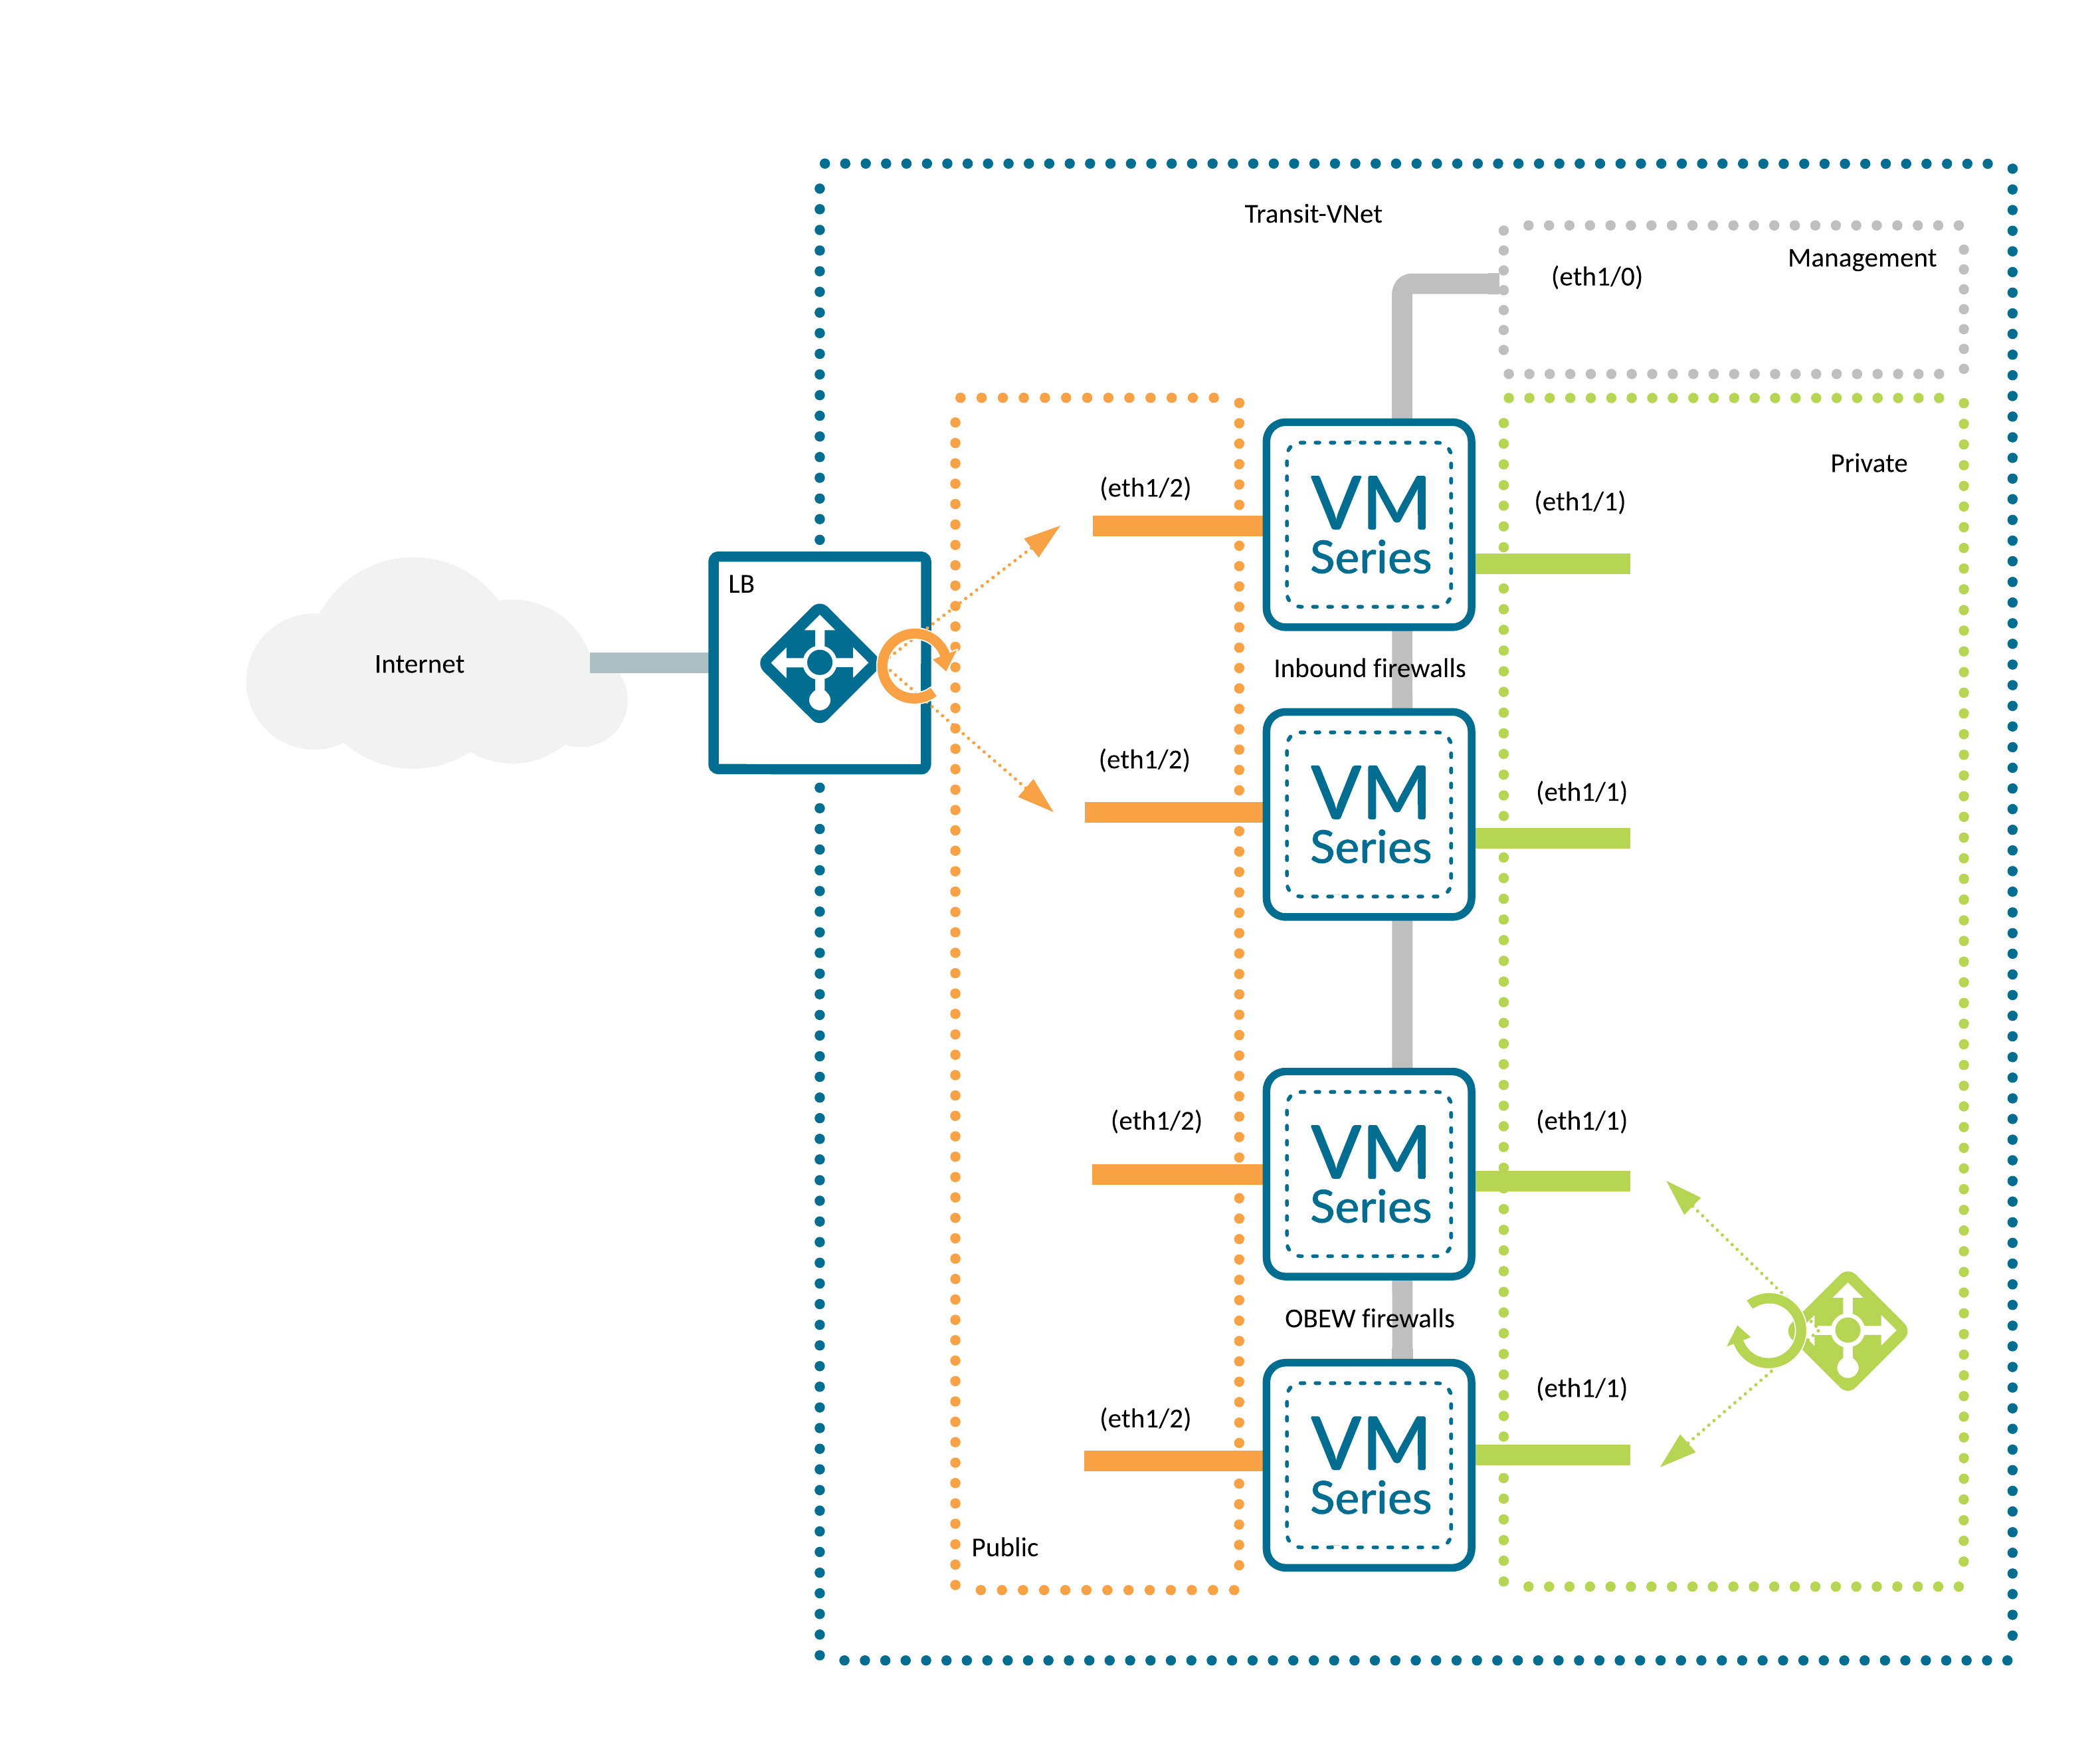 Transit-VNet
Management
(eth1/0)
Private
(eth1/2)
VM
Series
(eth1/1)
LB
Internet
Inbound firewalls
(eth1/2)
VM
Series
(eth1/1)
(eth1/2)
VM
Series
(eth1/1)
OBEW firewalls
(eth1/2)
VM
Series
(eth1/1)
Public